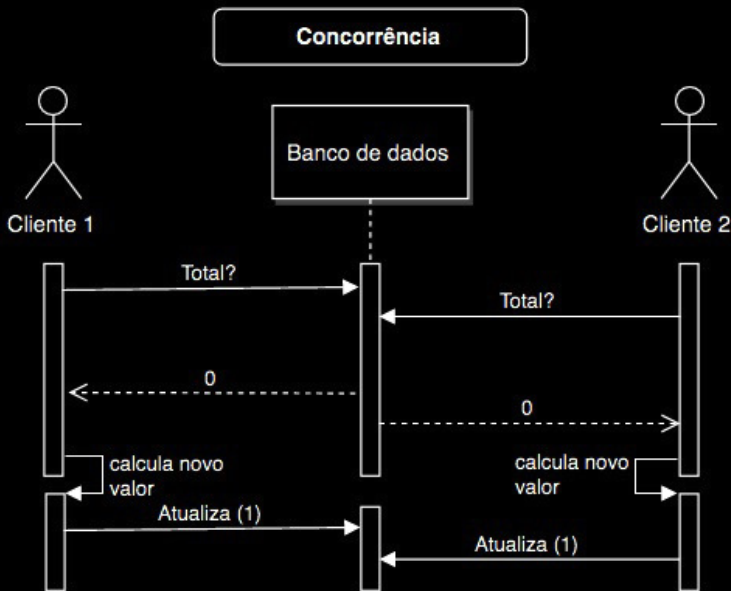 Concorrência
Banco de dados
Cliente 1
Cliente 2
Total?
Total?
0
0
calcula novo
valor
calcula novo
valor
Atualiza (1)
Atualiza (1)